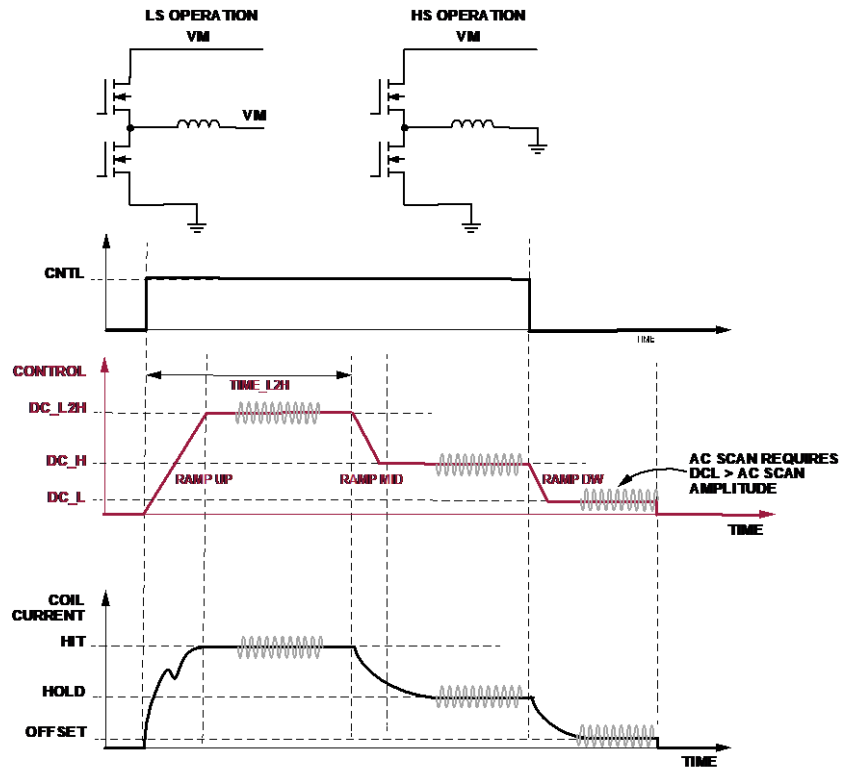 LS OPERATION
VM
HS OPERATION
VM
VM
CNTL
TIME
CONTROL
TIME_L2H
DC_L2H
DC_H
RAMP UP
RAMP MID
RAMP DW
AC SCAN REQUIRES
DCL > AC SCAN
AMPLITUDE
DC_L
TIME
COIL
CURRENT
HIT
HOLD
OFFSET
TIME